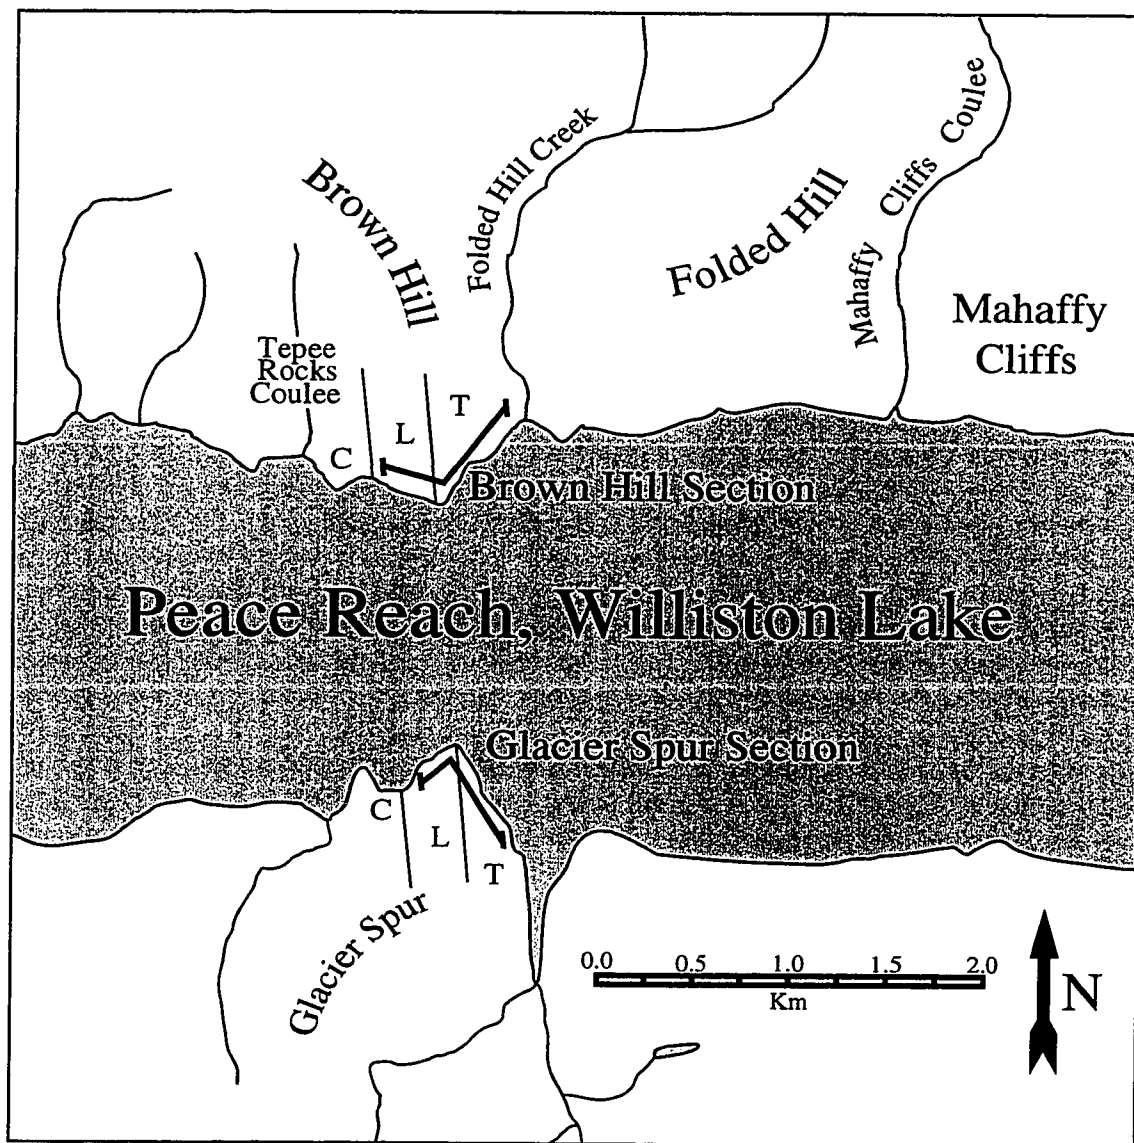 Mahaffy Cliffs Coulee
Folded Hill Creek
Brown Hill
Folded Hill
Mahaffy
Cliffs
Tepee
Rocks
Coulee
T
L
C
Brown Hill Section
Peace Reach, Williston Lake
Glacier Spur Section
C
L
T
Glacier Spur
0.0 0.5 1.0 1.5 2.0
Km
N